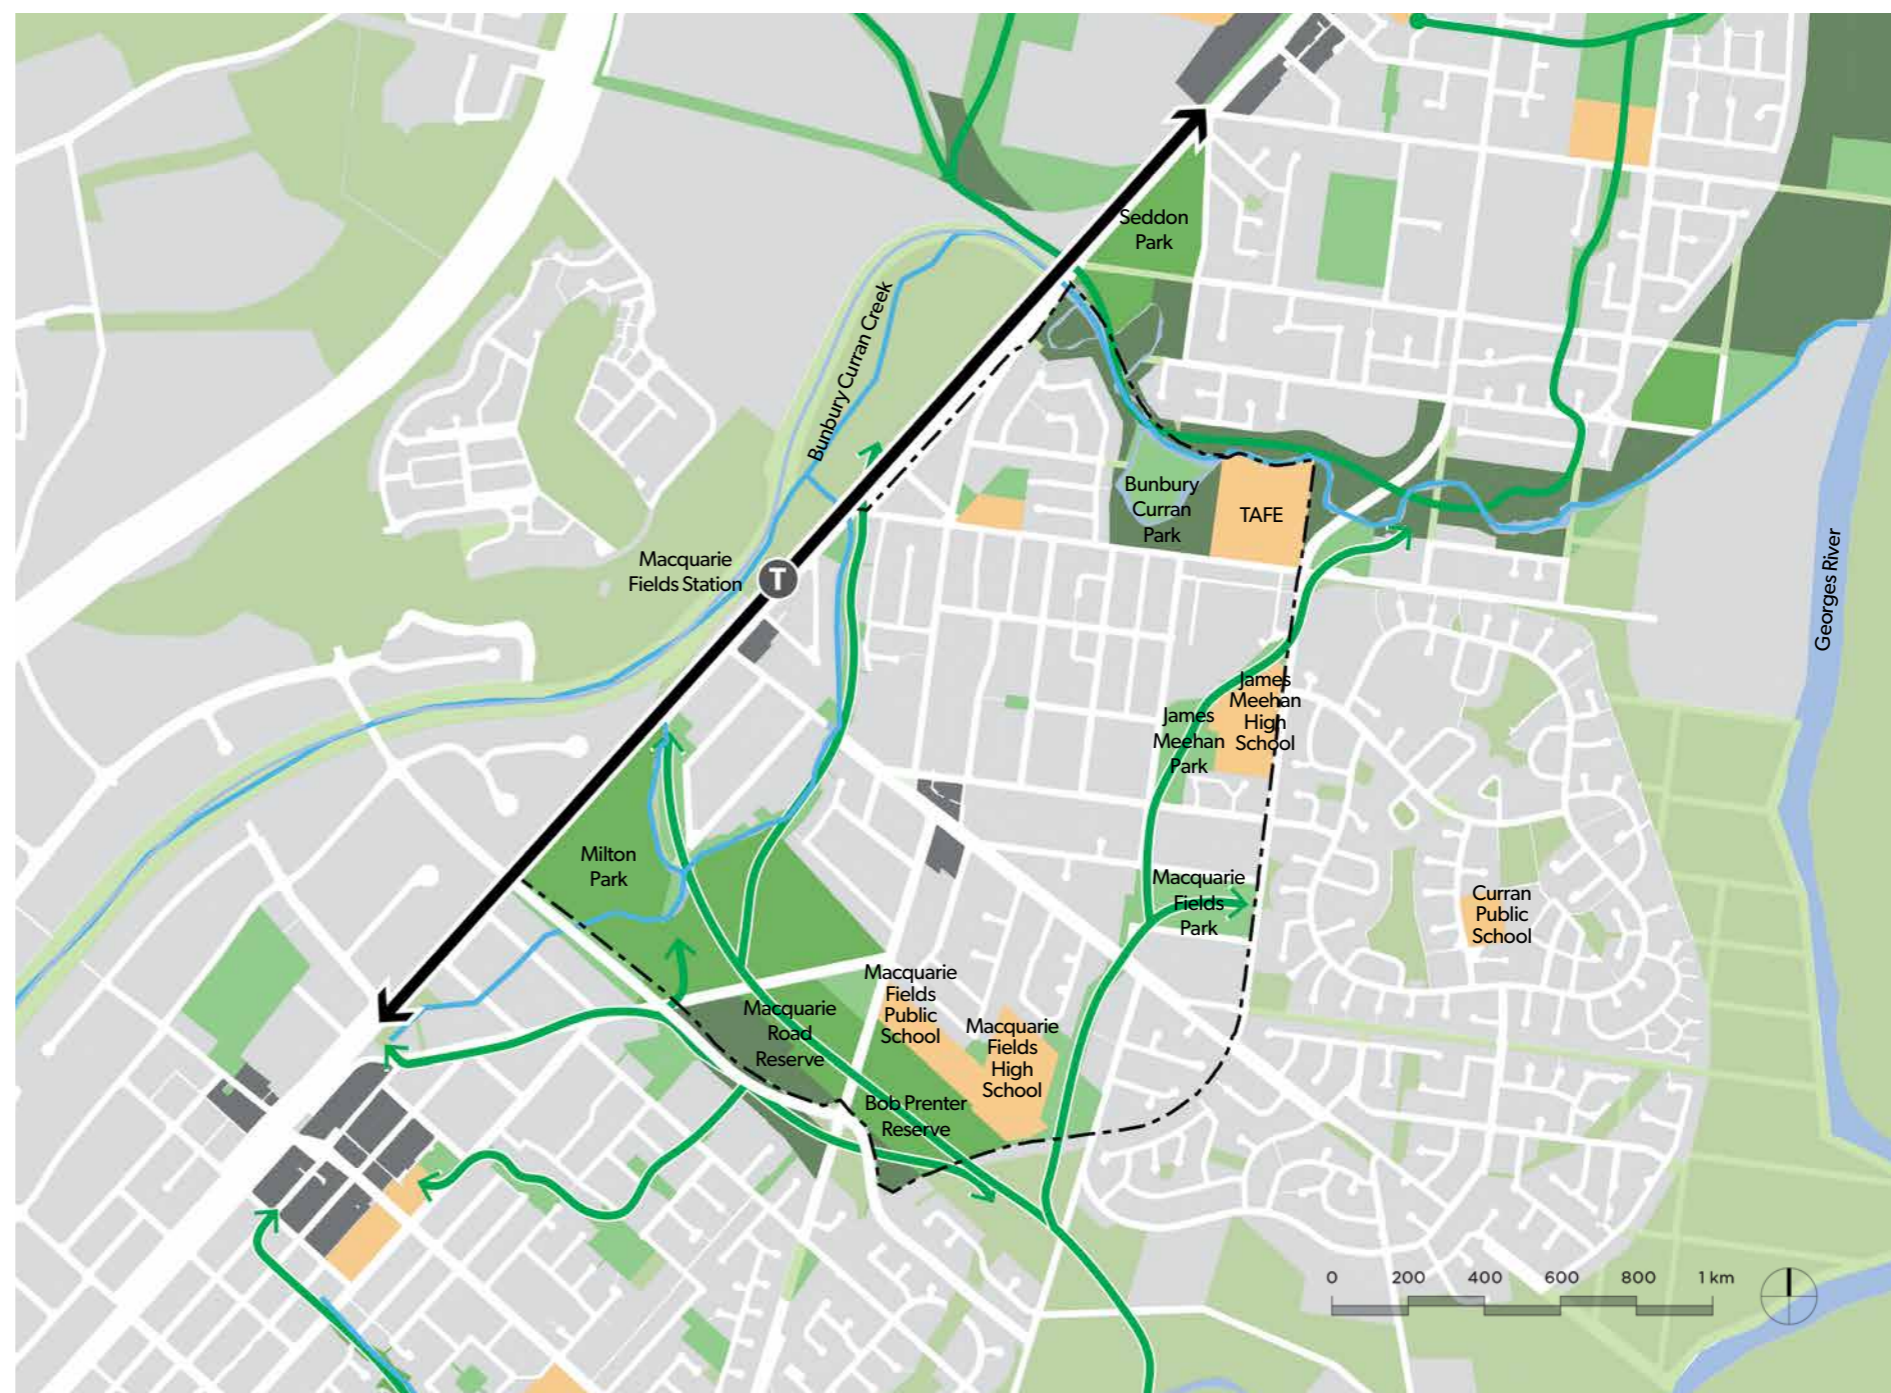 Seddon
Park
Bunbury Curran Creek
Bunbury
Curran
Park
TAFE
Macquarie
Fields Station
T
Georges River
James
Meehan
High
School
James
Meehan
Park
Milton
Park
Macquarie
Fields
Park
Curran
Public
School
Macquarie
Fields
Public
School
Macquarie
Road
Reserve
Macquarie
Fields
High
School
Bob Prenter
Reserve
0 200 400 600 800 1 km